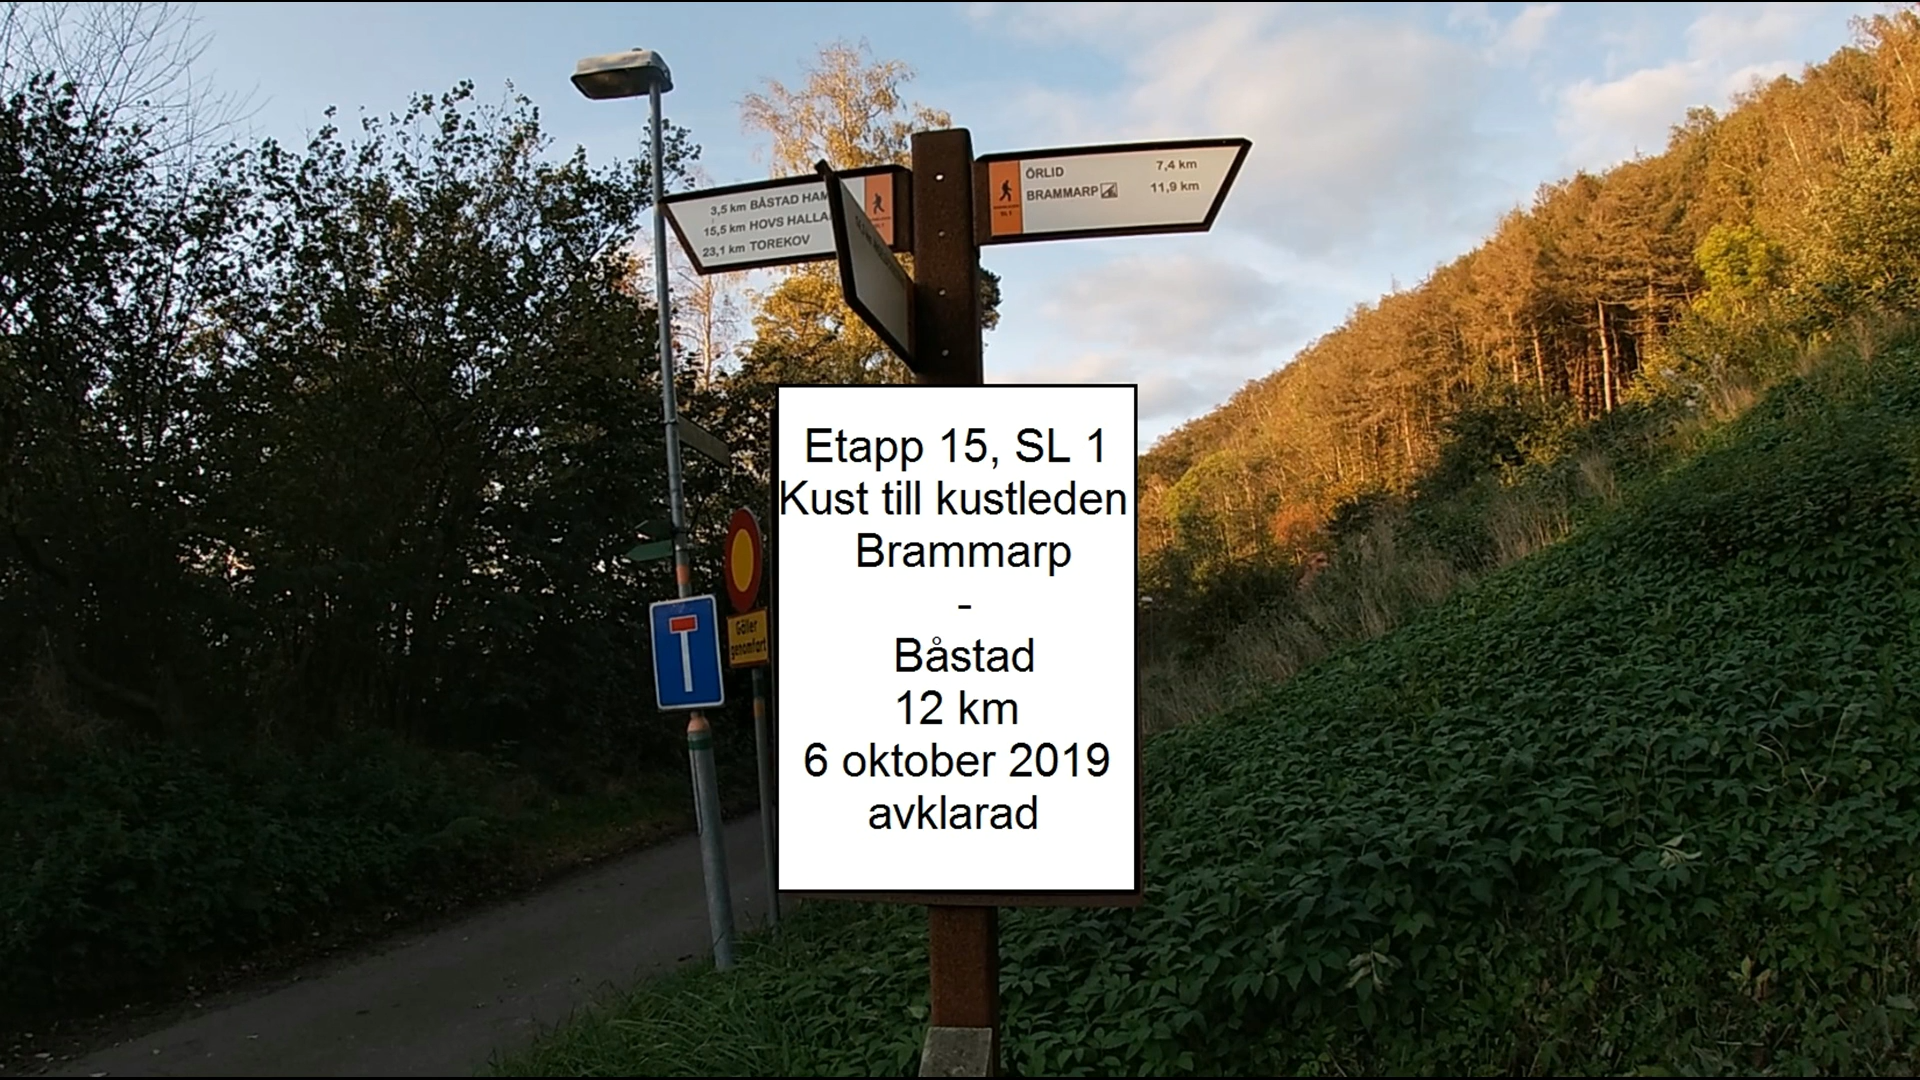 3,5 km BÅSTAD HAM
15,5 km HOVS HALLA
23,1 km TOREKOV
ÖRLID 7,4 km
BRAMMARP 11,9 km
SL 1
Gäller
genomfart
Etapp 15, SL 1
Kust till kustleden
Brammarp
-
Båstad
12 km
6 oktober 2019
avklarad